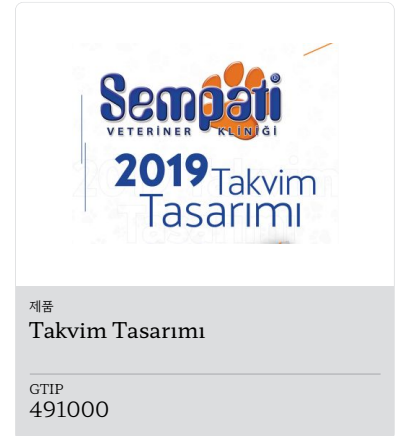 Sempati
VETERİNER KLİNİĞİ
2019 Takvim
Tasarımı
제품
Takvim Tasarımı
GTIP
491000